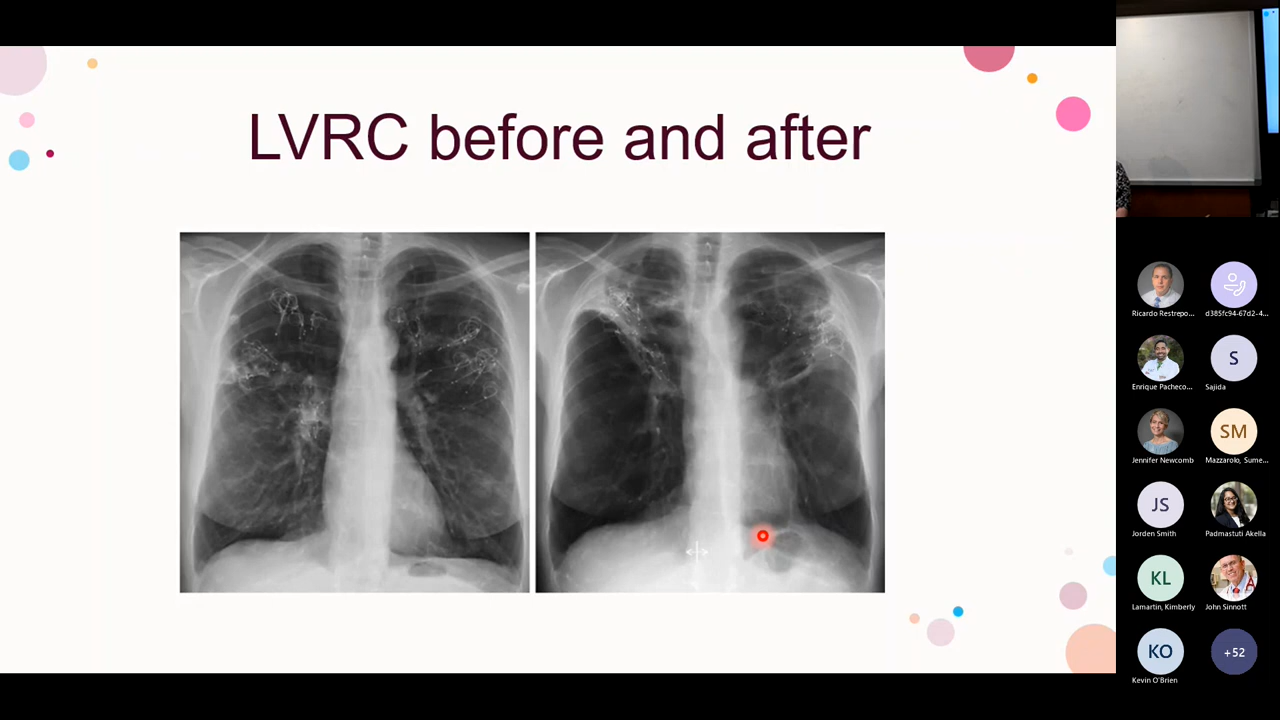 LVRC before and after
Ricardo Restrepo...
d385fc94-67d2-4...
Enrique Pacheco...
S
Sajida
Jennifer Newcomb
SM
Mazzarolo, Sume...
JS
Jorden Smith
Padmastuti Akella
KL
Lamartin, Kimberly
A
John Sinnott
KO
Kevin O'Brien
+52